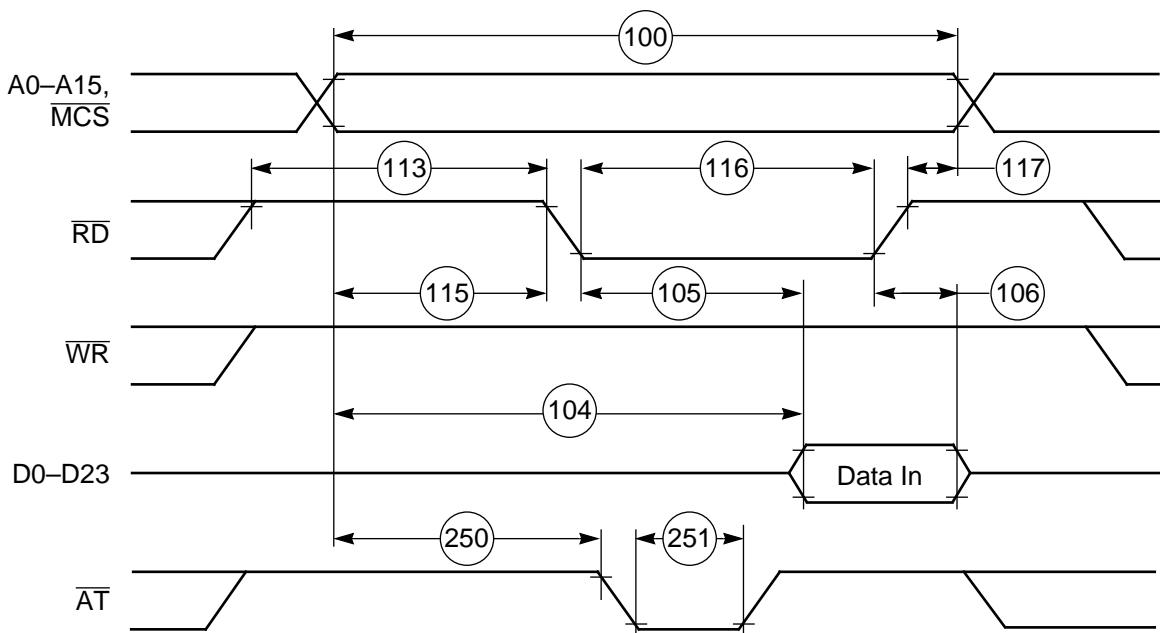 100
A0–A15,
MCS
113
116
117
RD
115
105
106
WR
104
D0–D23
Data In
250
251
AT